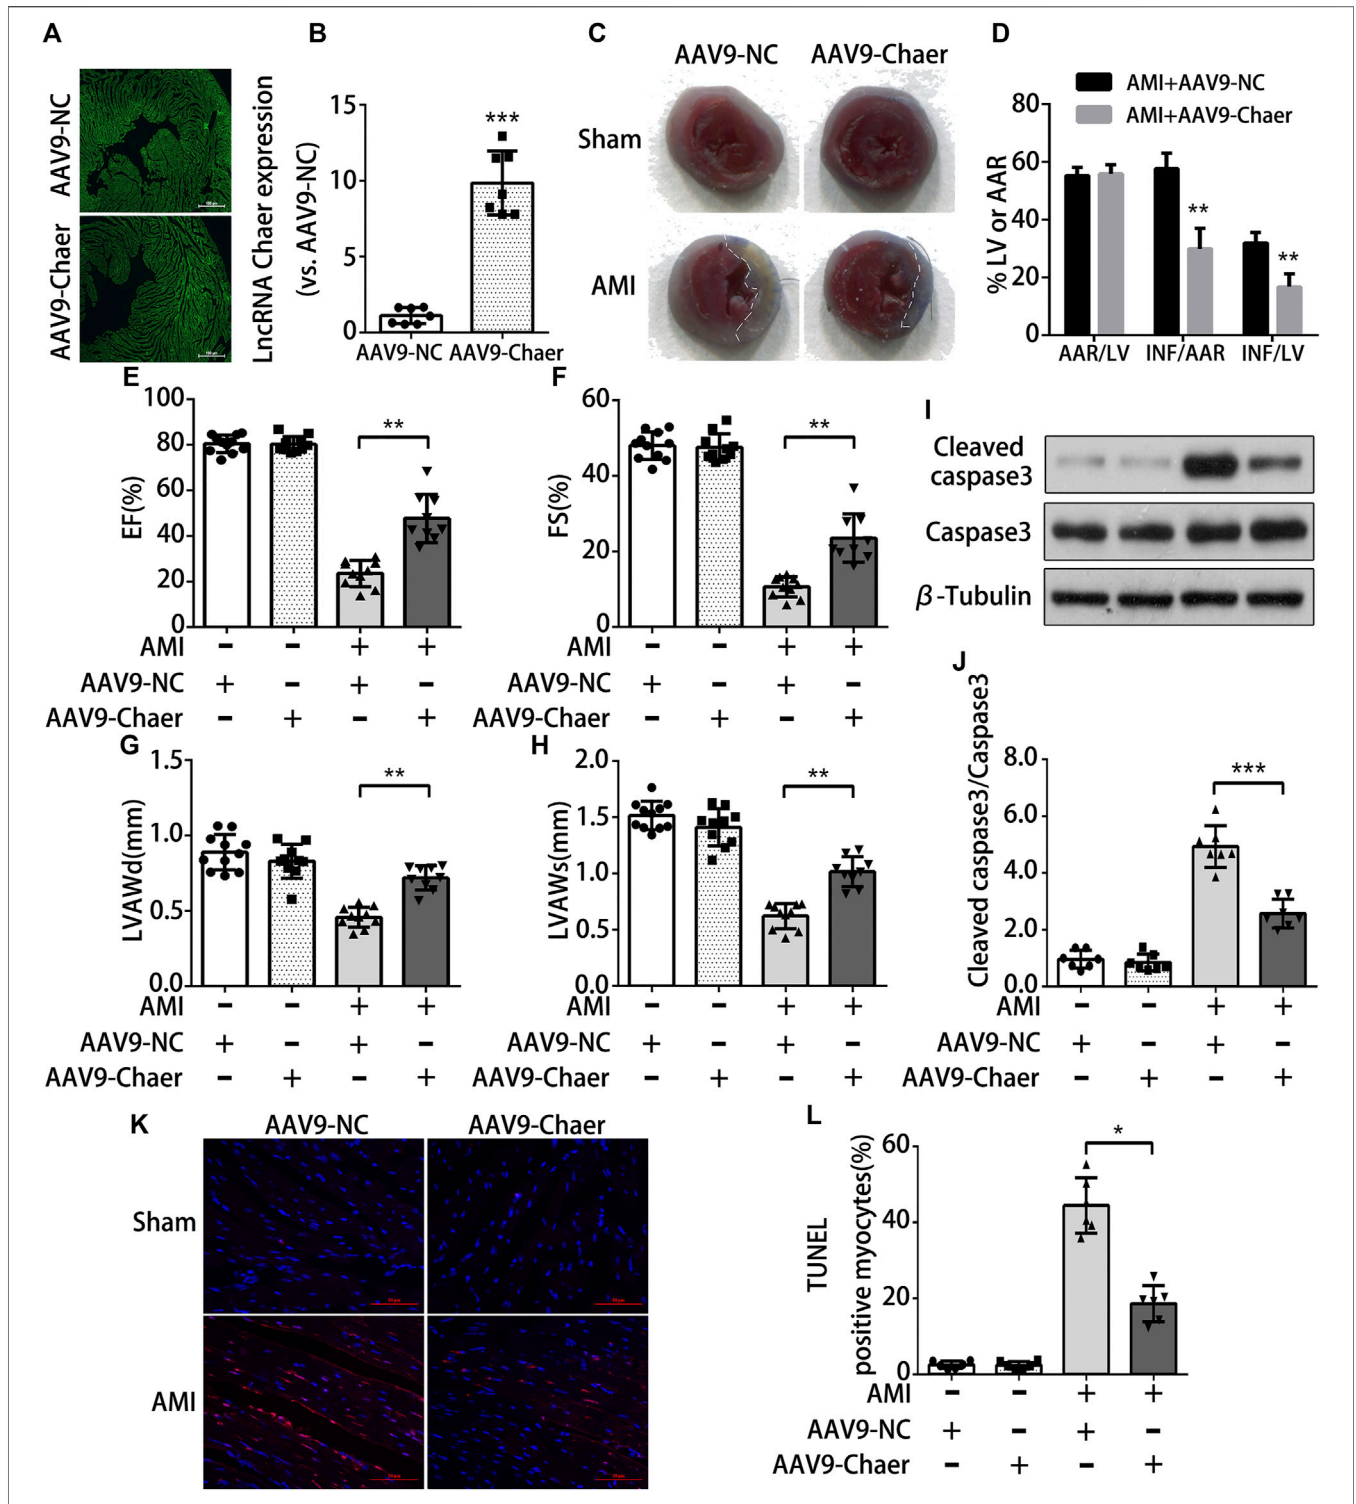 A
AAV9-NC
AAV9-Chaer
B
LncRNA Chaer expression
(vs. AAV9-NC)
15
10
5
0
***
AAV9-NC AAV9-Chaer
C
AAV9-NC AAV9-Chaer
Sham
AMI
D
AMI+AAV9-NC
AMI+AAV9-Chaer
% LV or AAR
80
60
40
20
0
**
**
AAR/LV INF/AAR INF/LV
E
EF(%)
100
80
60
40
20
0
**
AMI - - + +
AAV9-NC + - + -
AAV9-Chaer - + - +
F
FS(%)
60
40
20
0
**
AMI - - + +
AAV9-NC + - + -
AAV9-Chaer - + - +
G
LVAWd(mm)
1.5
1.0
0.5
0.0
**
AMI - - + +
AAV9-NC + - + -
AAV9-Chaer - + - +
H
LVAWs(mm)
2.0
1.5
1.0
0.5
0.0
**
AMI - - + +
AAV9-NC + - + -
AAV9-Chaer - + - +
I
Cleaved
caspase3
Caspase3
β-Tubulin
J
Cleaved caspase3/Caspase3
8.0
6.0
4.0
2.0
0.0
***
AMI - - + +
AAV9-NC + - + -
AAV9-Chaer - + - +
K
AAV9-NC AAV9-Chaer
Sham
AMI
L
TUNEL
positive myocytes(%)
60
40
20
0
*
AMI - - + +
AAV9-NC + - + -
AAV9-Chaer - + - +